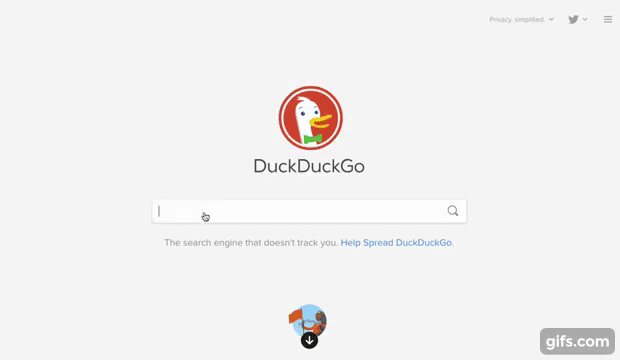 Privacy, simplified.
DuckDuckGo
The search engine that doesn't track you. Help Spread DuckDuckGo.
gifs.com